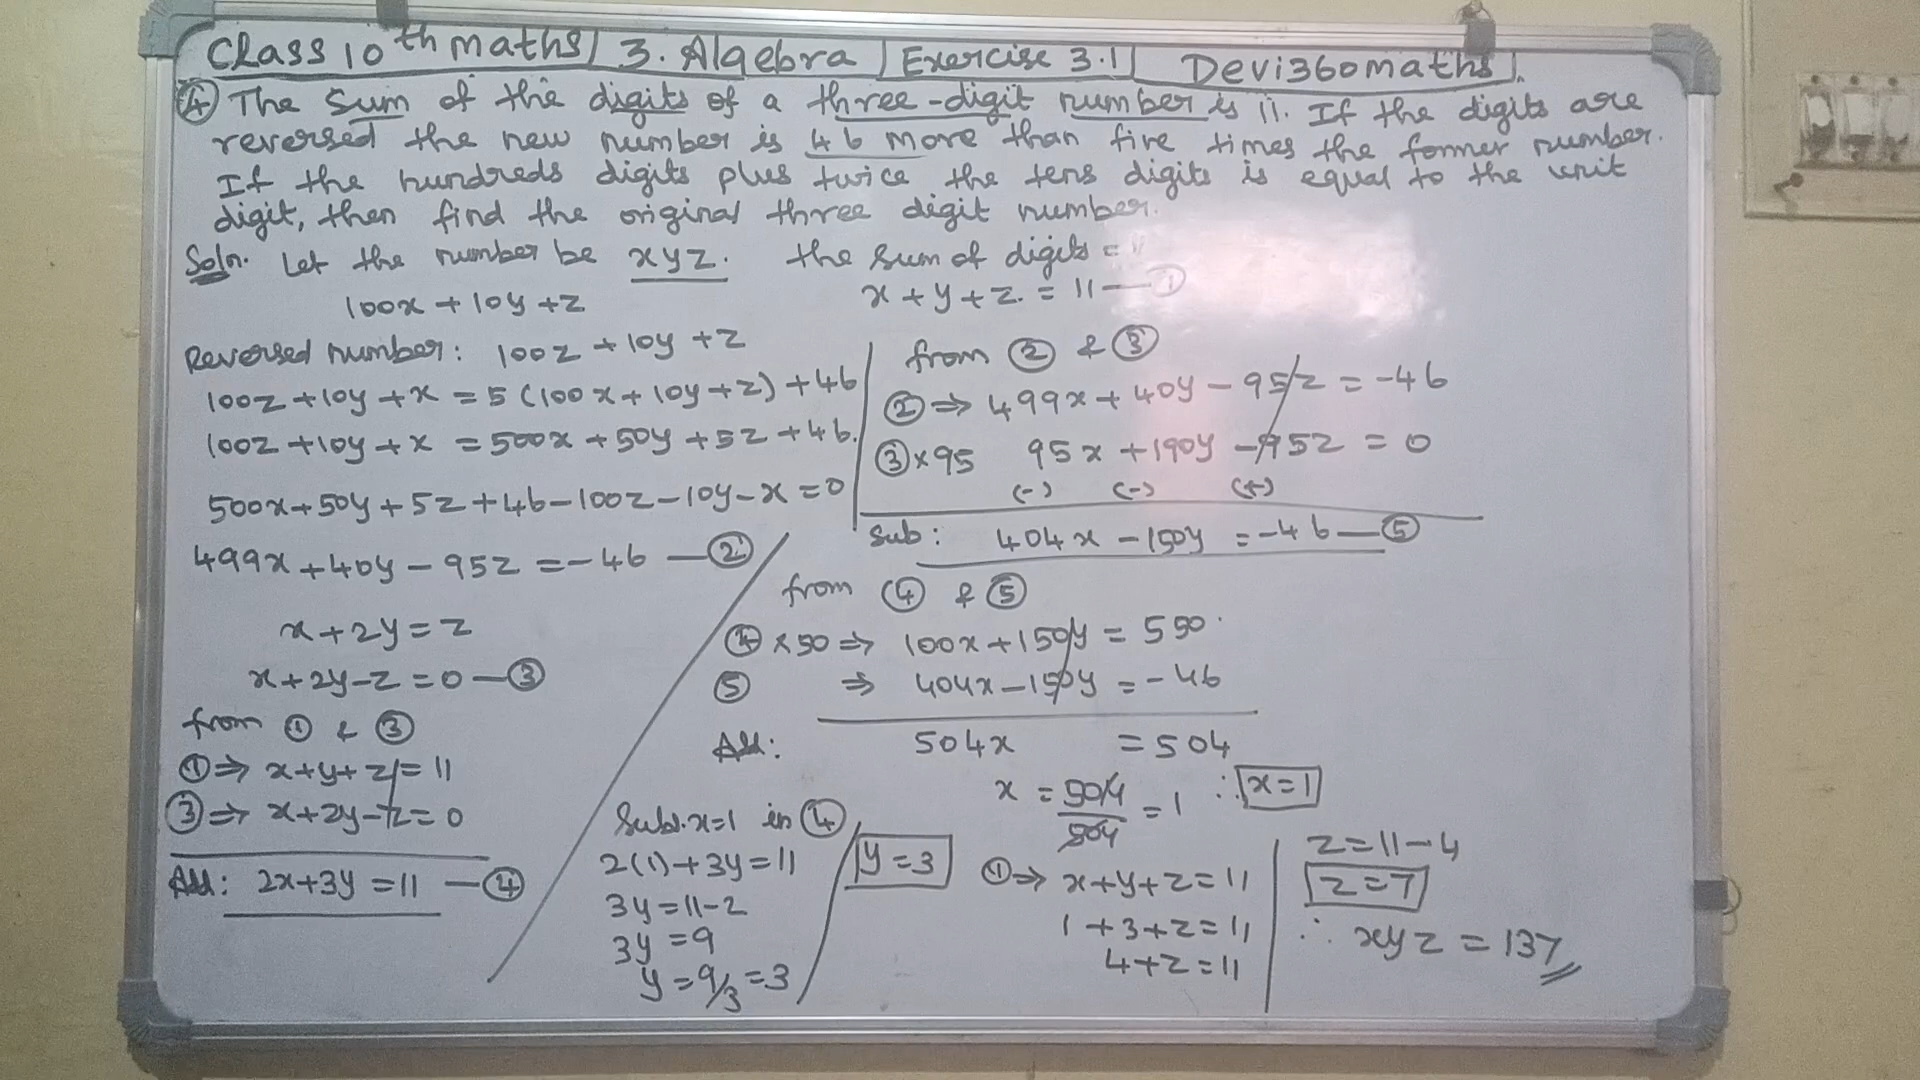 Class 10th maths | 3. Algebra | Exercise 3.1 | Devi360maths
④ The Sum of the digits of a three-digit number is 11. If the digits are
reversed the new number is 46 more than five times the former number.
If the hundreds digits plus twice the tens digits is equal to the unit
digit, then find the original three digit number.
Soln. Let the number be xyz.
100x + 10y + z
the Sum of digits = 11
x + y + z. = 11 — ①
Reversed number: 100z + 10y + z
100z + 10y + x = 5 (100x + 10y + z) + 46
100z + 10y + x = 500x + 50y + 5z + 46.
500x + 50y + 5z + 46 - 100z - 10y - x = 0
499x + 40y - 95z = -46 — ②
x + 2y = z
x + 2y - z = 0 — ③
from ① & ③
① ⇒ x + y + z = 11
③ ⇒ x + 2y - z = 0
Add: 2x + 3y = 11 — ④
from ② & ③
② ⇒ 499x + 40y - 95z = -46
③ × 95 95x + 190y - 95z = 0
(-) (-) (+)
Sub: 404x - 150y = -46 — ⑤
from ④ & ⑤
④ × 50 ⇒ 100x + 150y = 550.
⑤ ⇒ 404x - 150y = -46
Add: 504x = 504
x = 504/504 = 1 ∴ x = 1
Sub. x = 1 in ④
2(1) + 3y = 11
3y = 11 - 2
3y = 9
y = 9/3 = 3
y = 3
① ⇒ x + y + z = 11
1 + 3 + z = 11
4 + z = 11
z = 11 - 4
z = 7
∴ xyz = 137